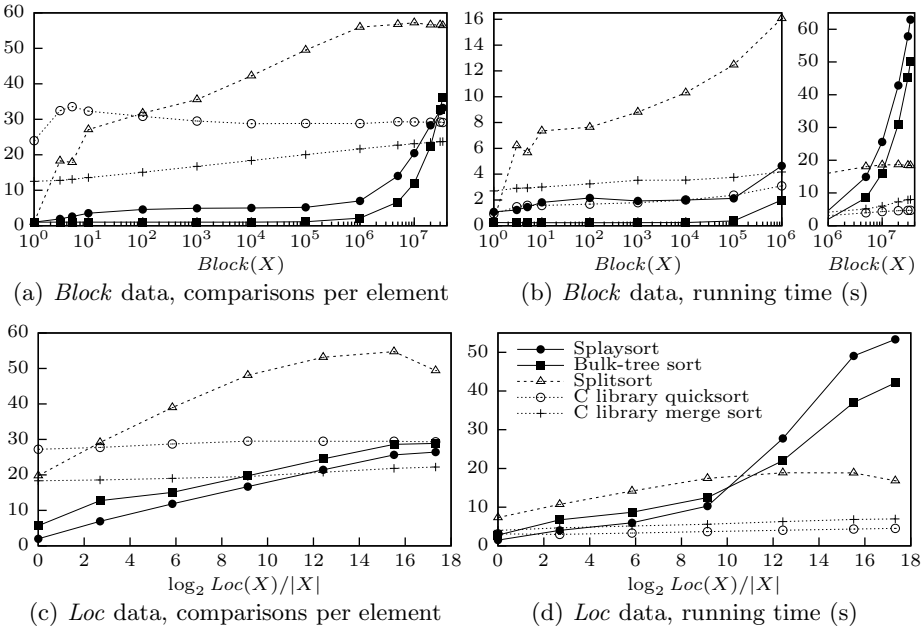 60
50
40
30
20
10
0
10^0 10^1 10^2 10^3 10^4 10^5 10^6 10^7
Block(X)
(a) Block data, comparisons per element
16
14
12
10
8
6
4
2
0
10^0 10^1 10^2 10^3 10^4 10^5 10^6
Block(X)
60
50
40
30
20
10
0
10^6 10^7
Block(X)
(b) Block data, running time (s)
60
50
40
30
20
10
0
0 2 4 6 8 10 12 14 16 18
log_2 Loc(X)/|X|
(c) Loc data, comparisons per element
50
40
30
20
10
0
Splaysort
Bulk-tree sort
Splitsort
C library quicksort
C library merge sort
0 2 4 6 8 10 12 14 16 18
log_2 Loc(X)/|X|
(d) Loc data, running time (s)